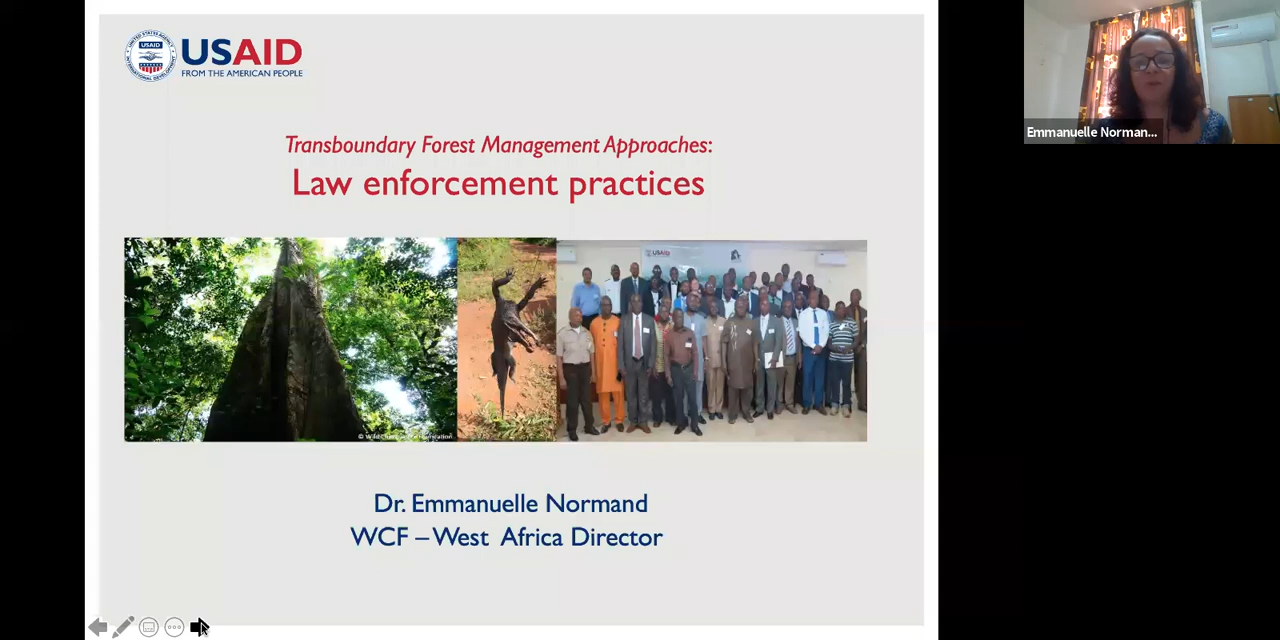 USAID
FROM THE AMERICAN PEOPLE
Transboundary Forest Management Approaches:
Law enforcement practices
USAID
Dr. Emmanuelle Normand
WCF – West Africa Director
Emmanuelle Norman...